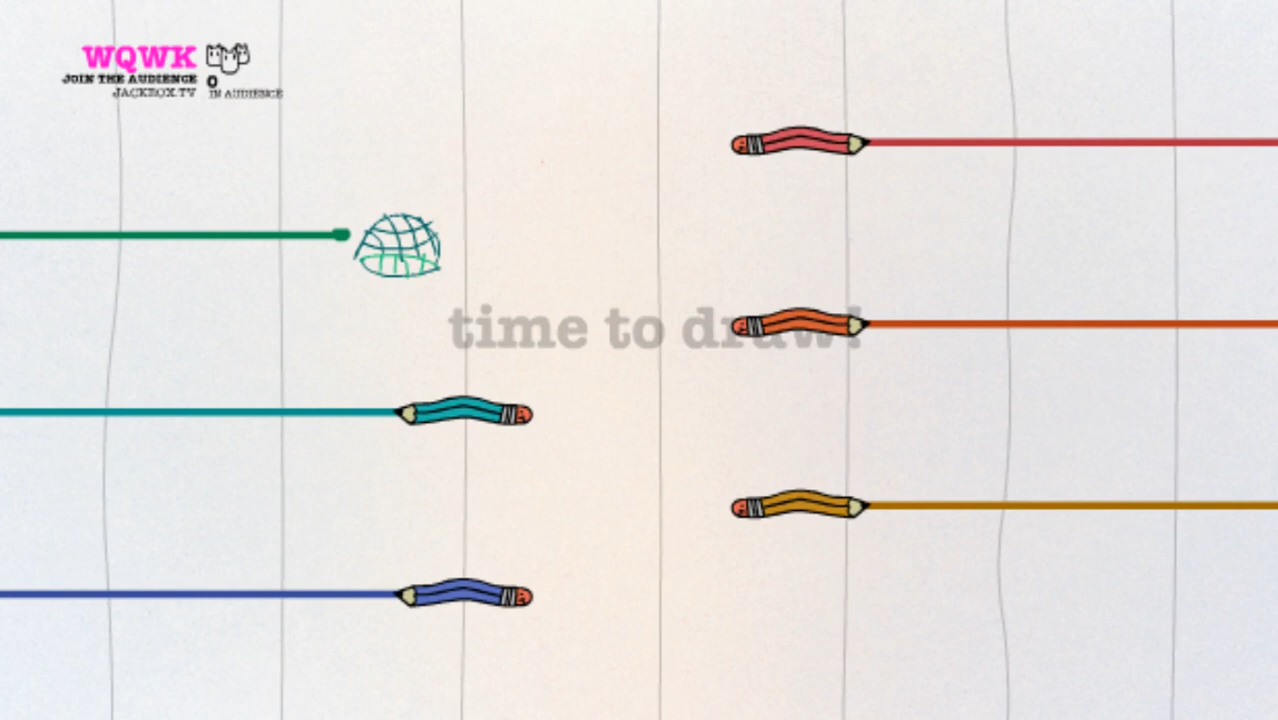 WQWK
JOIN THE AUDIENCE
JACKBOX.TV
0
IN AUDIENCE
time to draw!